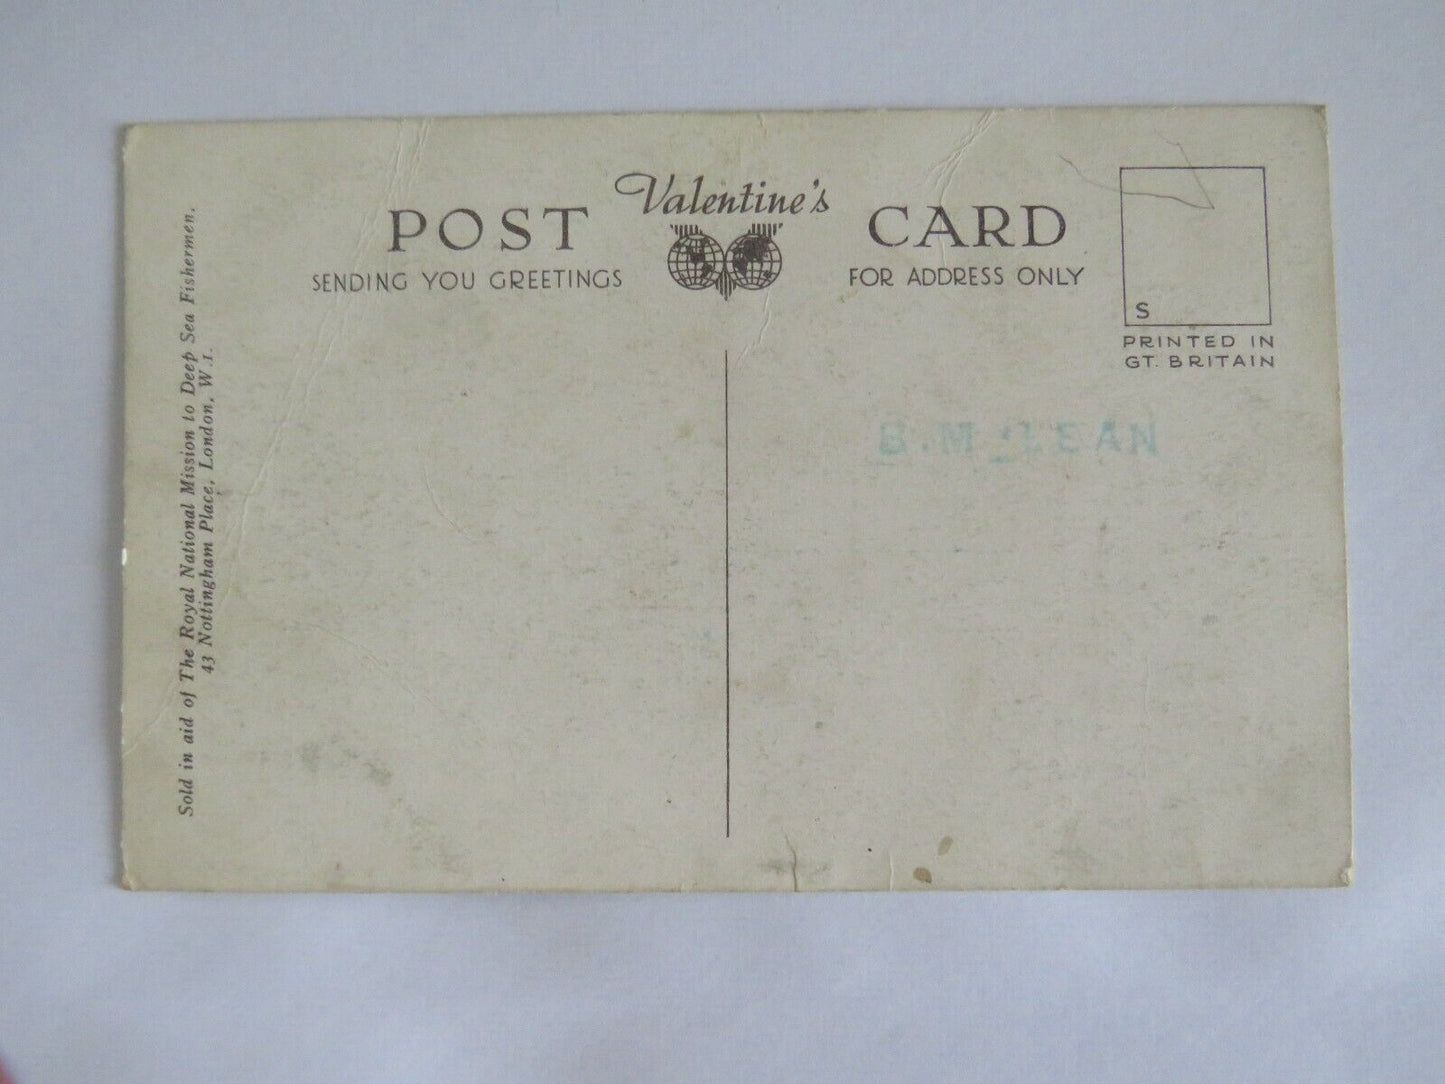 Valentine's
POST CARD
SENDING YOU GREETINGS
FOR ADDRESS ONLY
S
PRINTED IN
GT. BRITAIN
Sold in aid of The Royal National Mission to Deep Sea Fishermen,
43 Nottingham Place, London, W.1.
LEAN